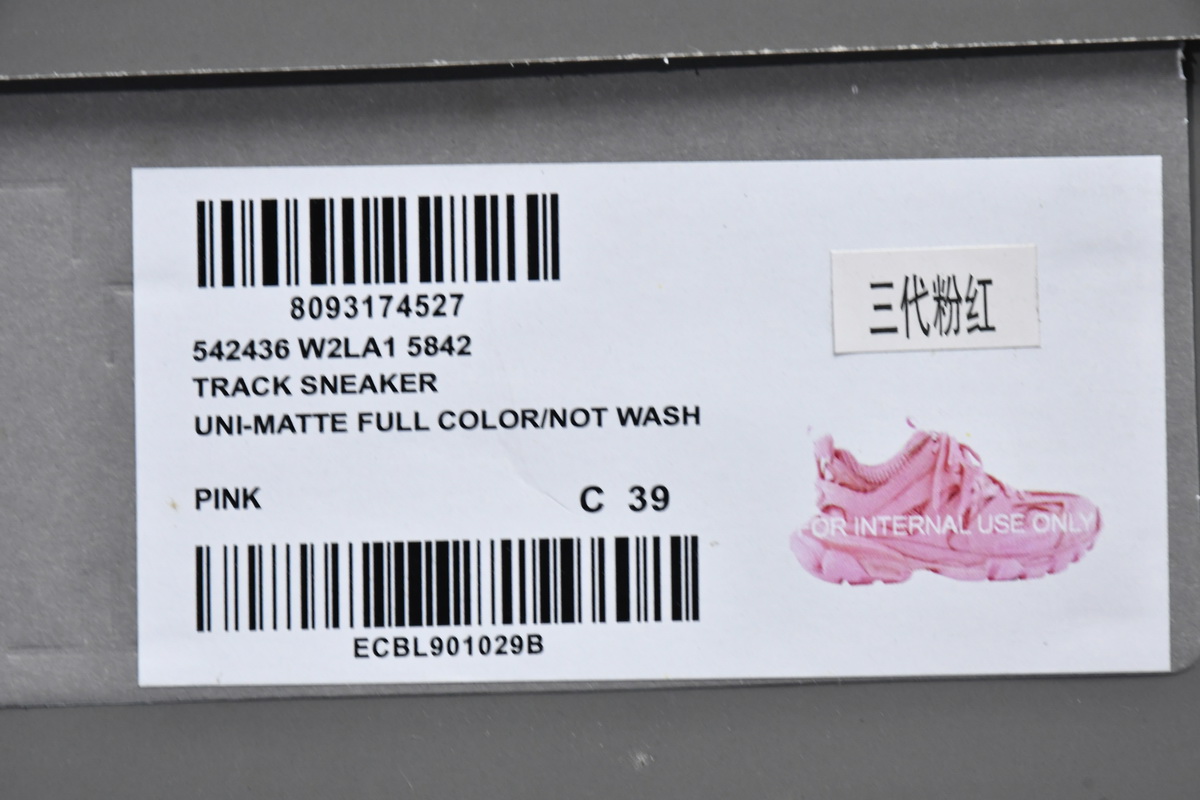 8093174527
542436 W2LA1 5842
TRACK SNEAKER
UNI-MATTE FULL COLOR/NOT WASH
三代粉红
PINK
C 39
OR INTERNAL USE ONLY
ECBL901029B